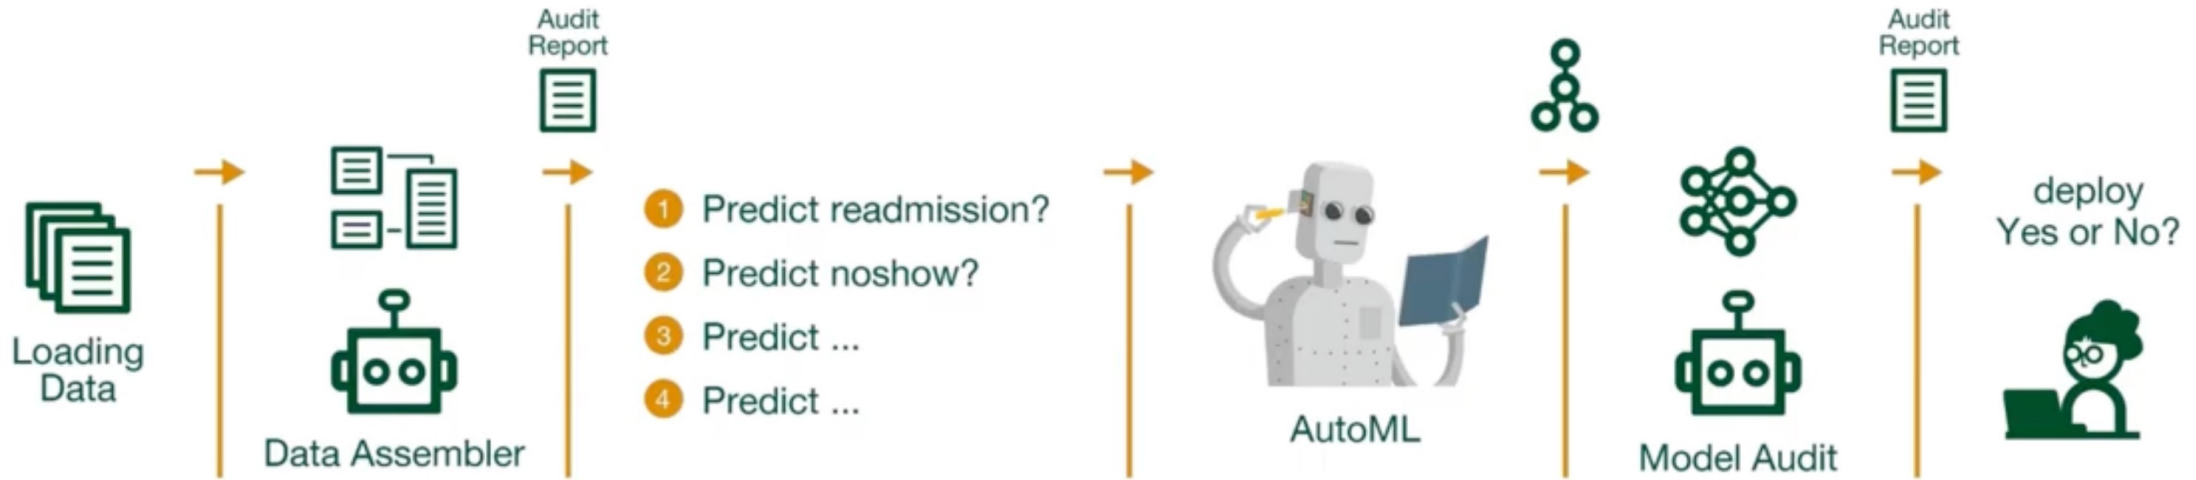 Loading
Data
Data Assembler
Audit
Report
1 Predict readmission?
2 Predict noshow?
3 Predict ...
4 Predict ...
AutoML
Model Audit
Audit
Report
deploy
Yes or No?